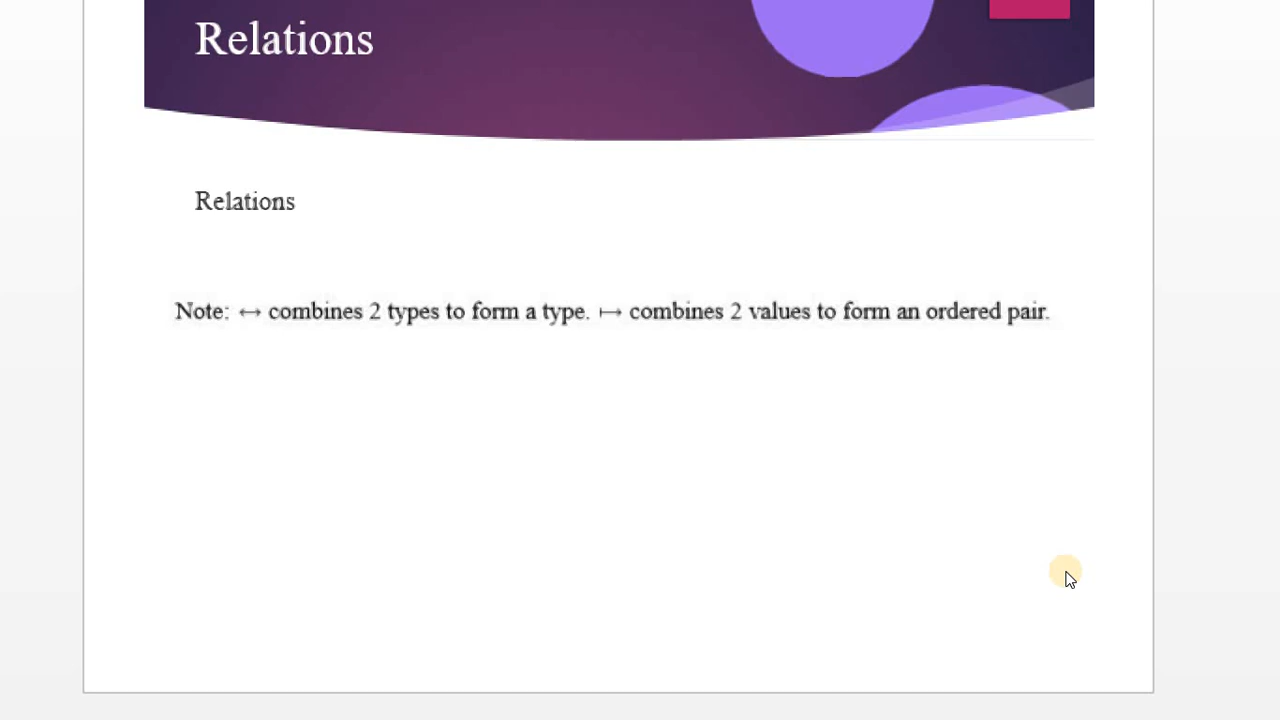 Relations
Relations
Note: ↔ combines 2 types to form a type. ↦ combines 2 values to form an ordered pair.